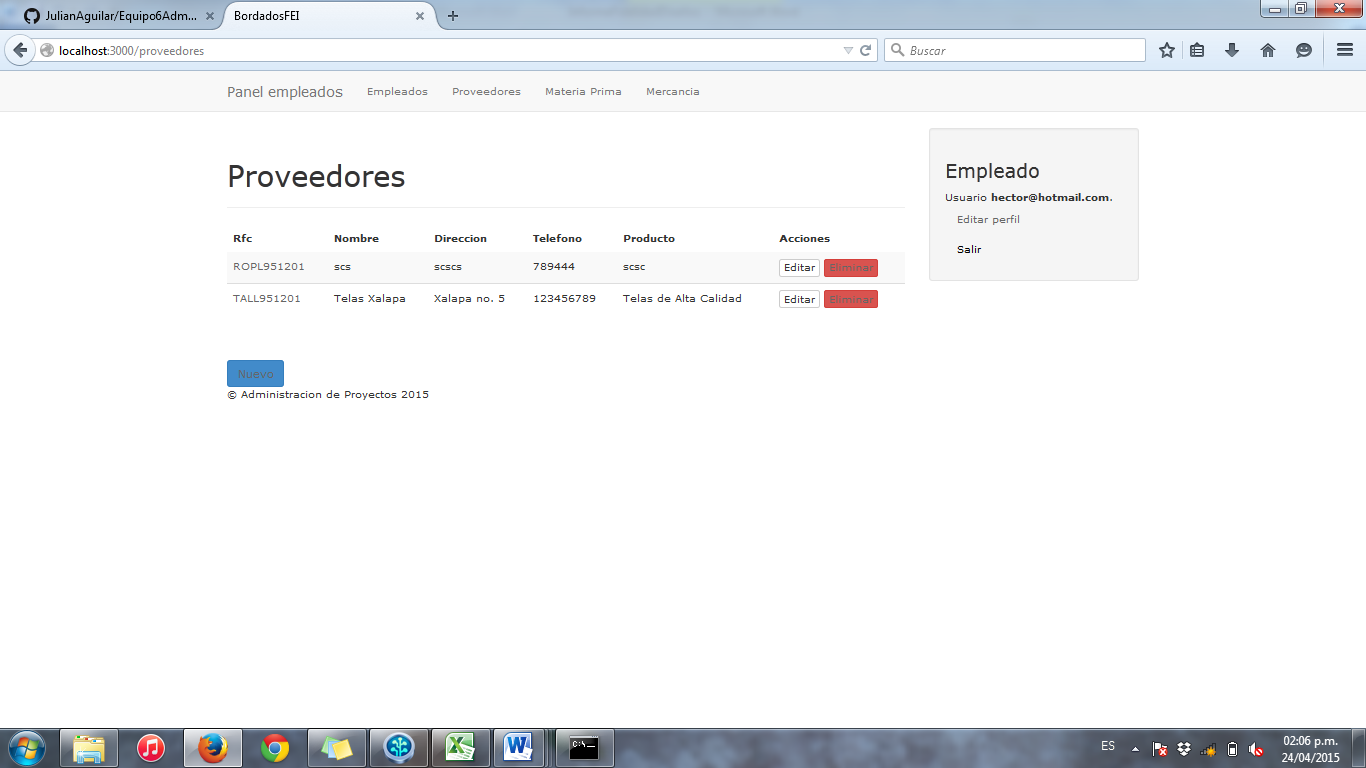 JulianAguilar/Equipo6Adm...
BordadosFEI
localhost:3000/proveedores
Buscar
Panel empleados Empleados Proveedores Materia Prima Mercancia
Proveedores
Rfc Nombre Direccion Telefono Producto Acciones
ROPL951201 scs scscs 789444 scsc Editar Eliminar
TALL951201 Telas Xalapa Xalapa no. 5 123456789 Telas de Alta Calidad Editar Eliminar
Nuevo
© Administracion de Proyectos 2015
Empleado
Usuario hector@hotmail.com.
Editar perfil
Salir
ES
02:06 p.m.
24/04/2015